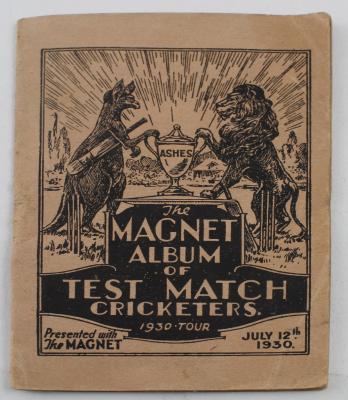 ASHES
The
MAGNET
ALBUM
OF
TEST MATCH
CRICKETERS.
1930 · TOUR
Presented with
The MAGNET
JULY 12th
1930.